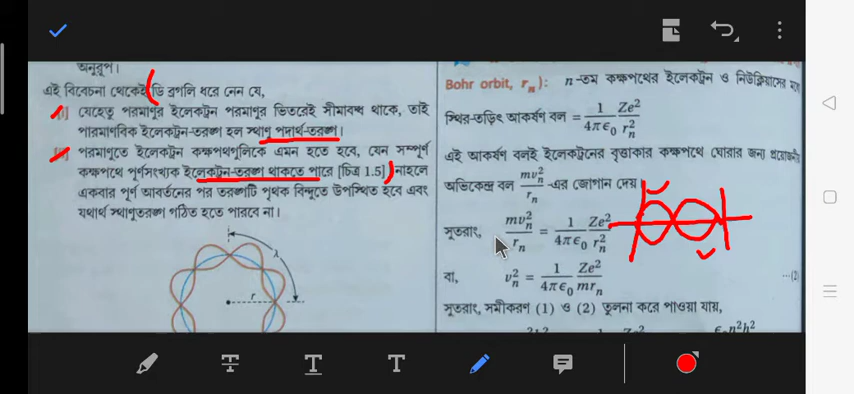 অনুরূপ।
এই বিবেচনা থেকেই ডি ব্রগলি ধরে নেন যে,
যেহেতু পরমাণুর ইলেকট্রন পরমাণুর ভিতরেই সীমাবদ্ধ থাকে, তাই
পারমাণবিক ইলেকট্রন-তরঙ্গ হল স্থাণু পদার্থ-তরঙ্গ।
পরমাণুতে ইলেকট্রন কক্ষপথগুলিকে এমন হতে হবে, যেন সম্পূর্ণ
কক্ষপথে পূর্ণসংখ্যক ইলেকট্রন-তরঙ্গ থাকতে পারে [চিত্র 1.5] নাহলে
একবার পূর্ণ আবর্তনের পর তরঙ্গটি পৃথক বিন্দুতে উপস্থিত হবে এবং
যথার্থ স্থাণুতরঙ্গ গঠিত হতে পারবে না।
λ
r
Bohr orbit, rₙ): n-তম কক্ষপথের ইলেকট্রন ও নিউক্লিয়াসের মধ্যে
স্থির-তড়িৎ আকর্ষণ বল = 1/4πϵ₀ Ze²/rₙ²
এই আকর্ষণ বলই ইলেকট্রনের বৃত্তাকার কক্ষপথে ঘোরার জন্য প্রয়োজনীয়
অভিকেন্দ্র বল mvₙ²/rₙ -এর জোগান দেয়।
সুতরাং, mvₙ²/rₙ = 1/4πϵ₀ Ze²/rₙ²
বা, vₙ² = 1/4πϵ₀ Ze²/mrₙ ...(2)
সুতরাং, সমীকরণ (1) ও (2) তুলনা করে পাওয়া যায়,